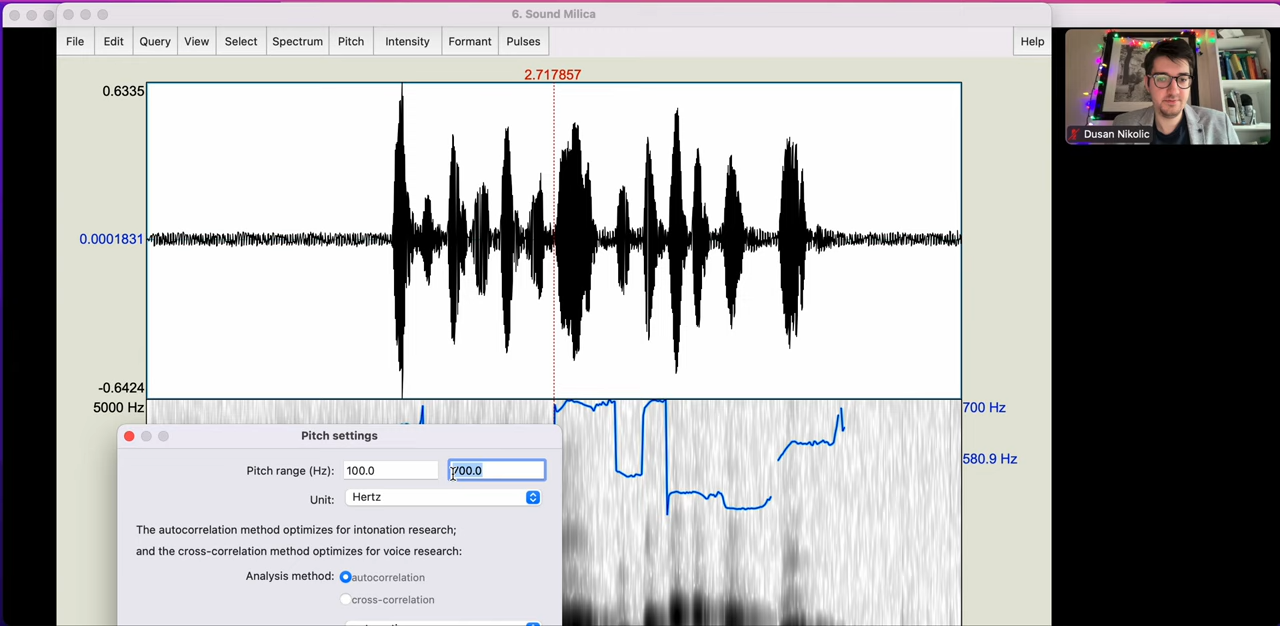 6. Sound Milica
File Edit Query View Select Spectrum Pitch Intensity Formant Pulses Help
2.717857
0.6335
Dusan Nikolic
0.0001831
-0.6424
5000 Hz
700 Hz
Pitch settings
580.9 Hz
Pitch range (Hz): 100.0 700.0
Unit: Hertz
The autocorrelation method optimizes for intonation research;
and the cross-correlation method optimizes for voice research:
Analysis method: autocorrelation
cross-correlation